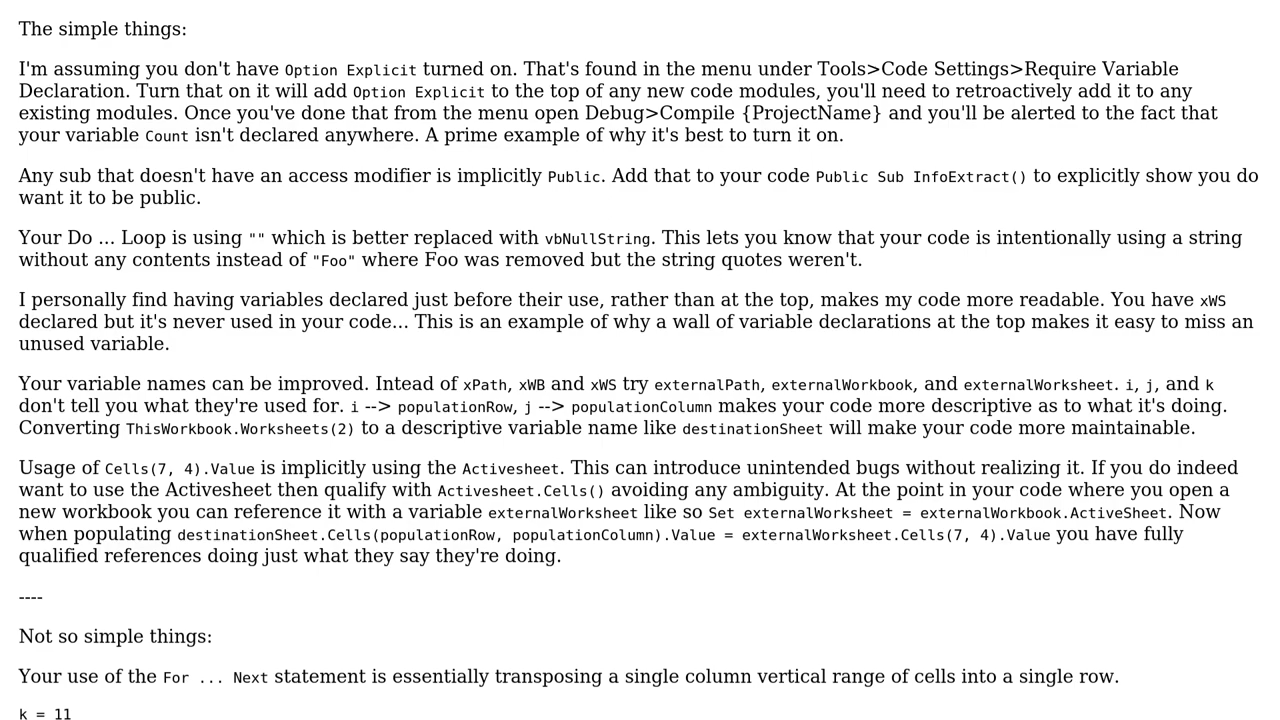 The simple things:
I'm assuming you don't have Option Explicit turned on. That's found in the menu under Tools>Code Settings>Require Variable
Declaration. Turn that on it will add Option Explicit to the top of any new code modules, you'll need to retroactively add it to any
existing modules. Once you've done that from the menu open Debug>Compile {ProjectName} and you'll be alerted to the fact that
your variable Count isn't declared anywhere. A prime example of why it's best to turn it on.
Any sub that doesn't have an access modifier is implicitly Public. Add that to your code Public Sub InfoExtract() to explicitly show you do
want it to be public.
Your Do ... Loop is using "" which is better replaced with vbNullString. This lets you know that your code is intentionally using a string
without any contents instead of "Foo" where Foo was removed but the string quotes weren't.
I personally find having variables declared just before their use, rather than at the top, makes my code more readable. You have xWS
declared but it's never used in your code... This is an example of why a wall of variable declarations at the top makes it easy to miss an
unused variable.
Your variable names can be improved. Intead of xPath, xWB and xWS try externalPath, externalWorkbook, and externalWorksheet. i, j, and k
don't tell you what they're used for. i --> populationRow, j --> populationColumn makes your code more descriptive as to what it's doing.
Converting ThisWorkbook.Worksheets(2) to a descriptive variable name like destinationSheet will make your code more maintainable.
Usage of Cells(7, 4).Value is implicitly using the Activesheet. This can introduce unintended bugs without realizing it. If you do indeed
want to use the Activesheet then qualify with Activesheet.Cells() avoiding any ambiguity. At the point in your code where you open a
new workbook you can reference it with a variable externalWorksheet like so Set externalWorksheet = externalWorkbook.ActiveSheet. Now
when populating destinationSheet.Cells(populationRow, populationColumn).Value = externalWorksheet.Cells(7, 4).Value you have fully
qualified references doing just what they say they're doing.
----
Not so simple things:
Your use of the For ... Next statement is essentially transposing a single column vertical range of cells into a single row.
k = 11